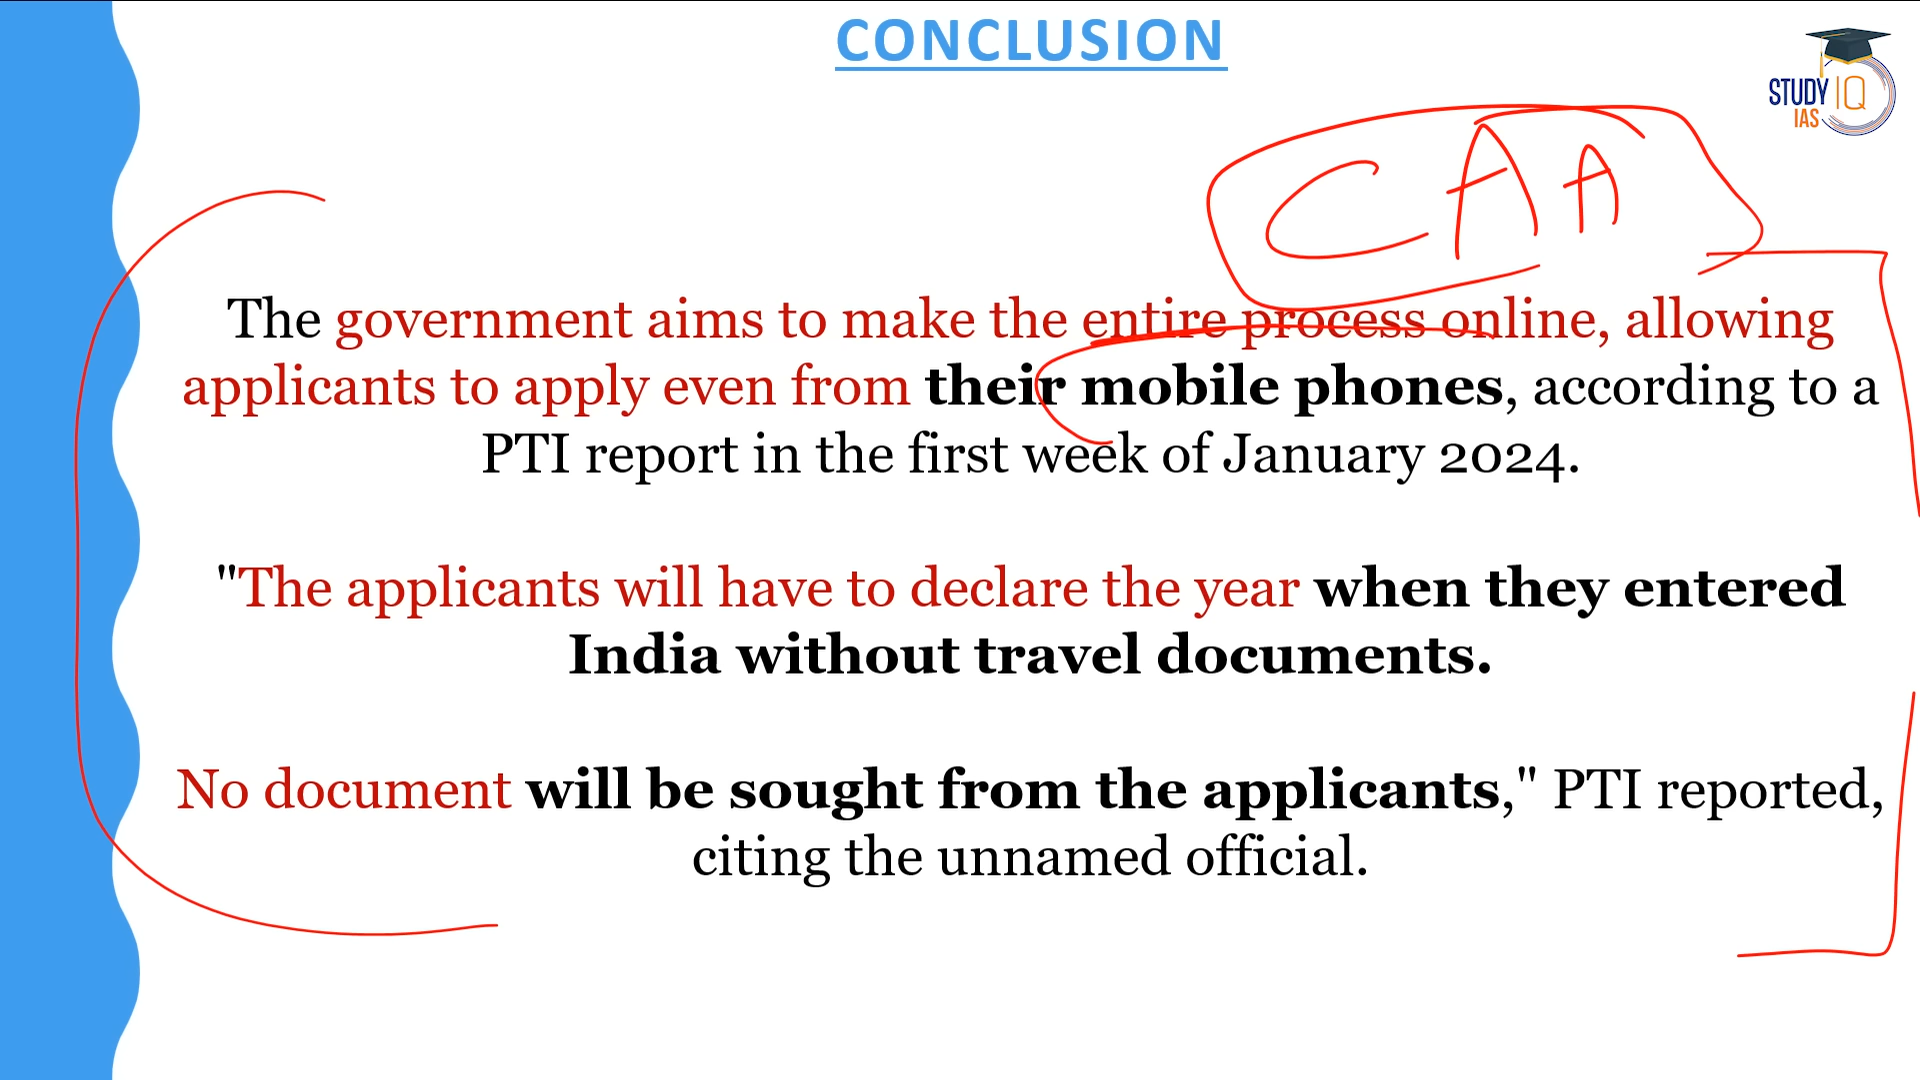 CONCLUSION
STUDY IQ
IAS
CAA
The government aims to make the entire process online, allowing
applicants to apply even from their mobile phones, according to a
PTI report in the first week of January 2024.
"The applicants will have to declare the year when they entered
India without travel documents.
No document will be sought from the applicants," PTI reported,
citing the unnamed official.